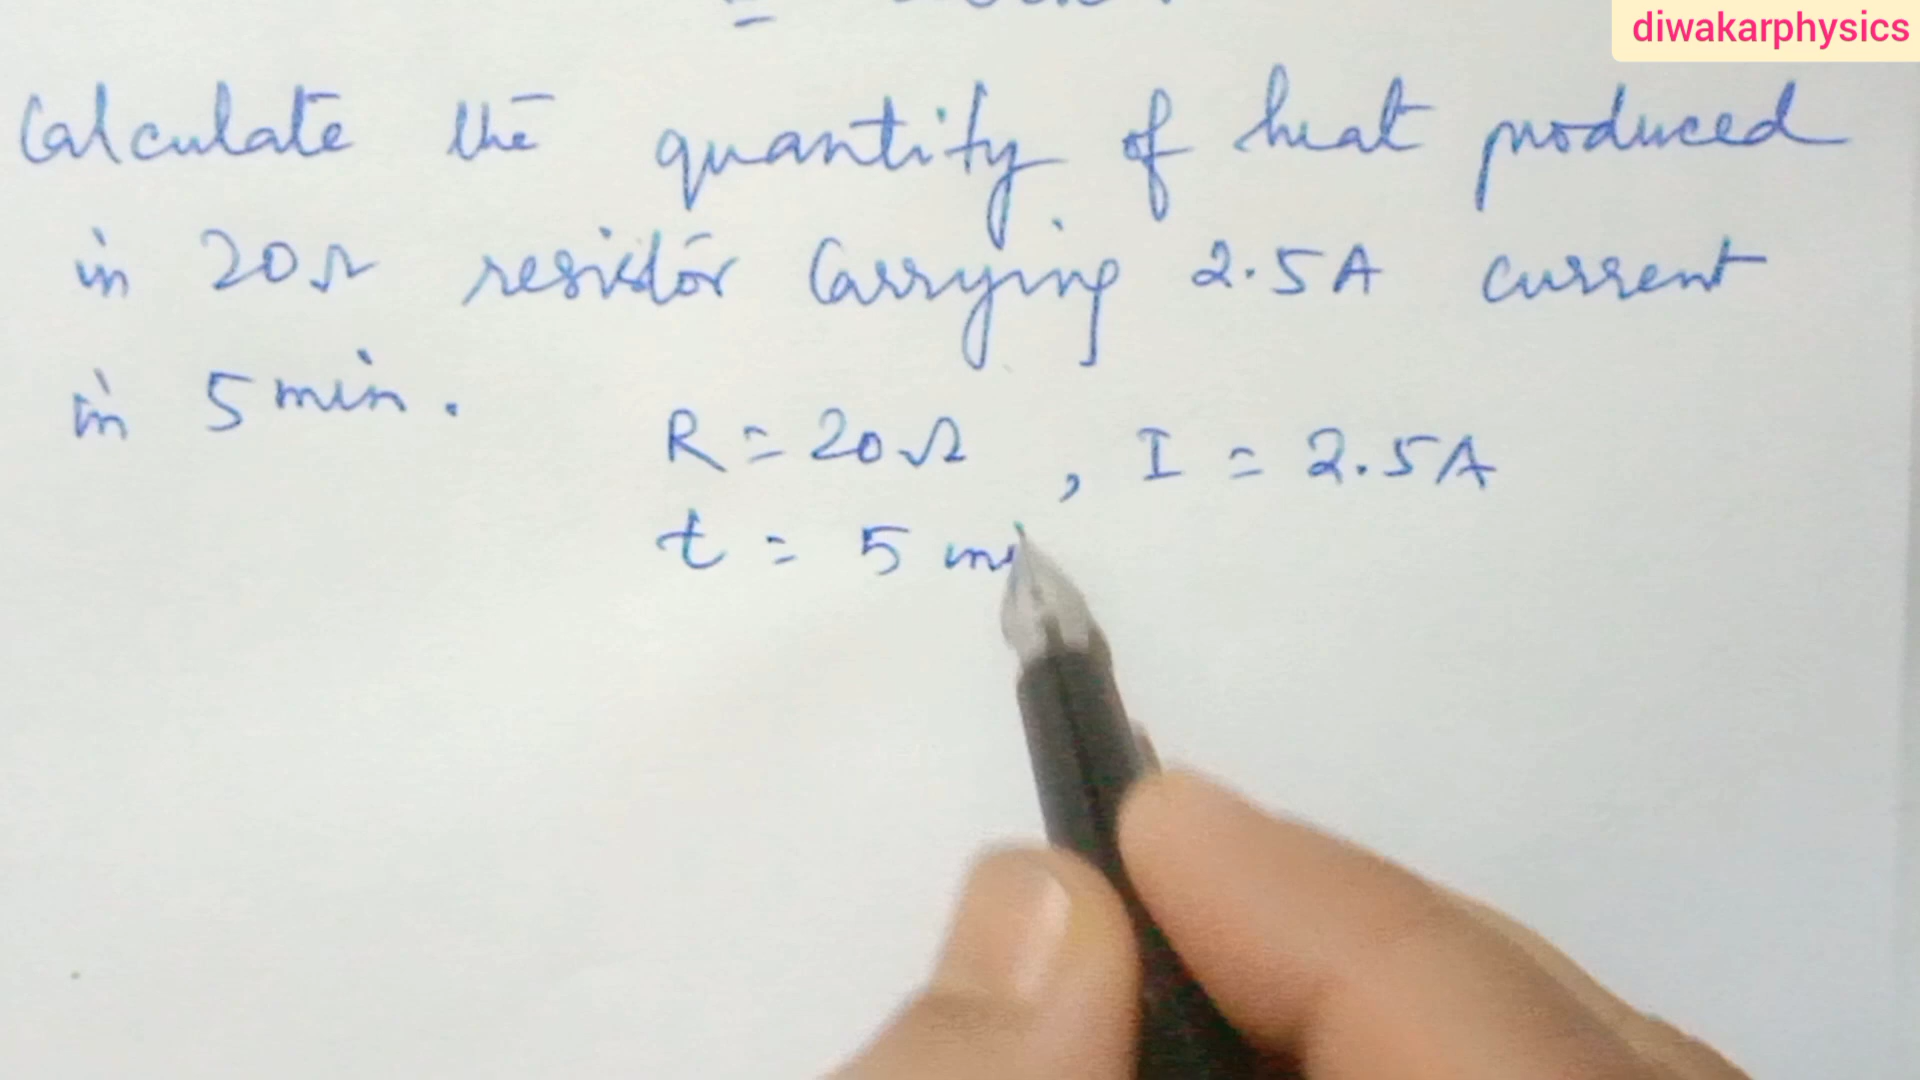 diwakarphysics
Calculate the quantity of heat produced
in 20Ω resistor carrying 2.5A current
in 5 min.
R = 20Ω , I = 2.5A
t = 5